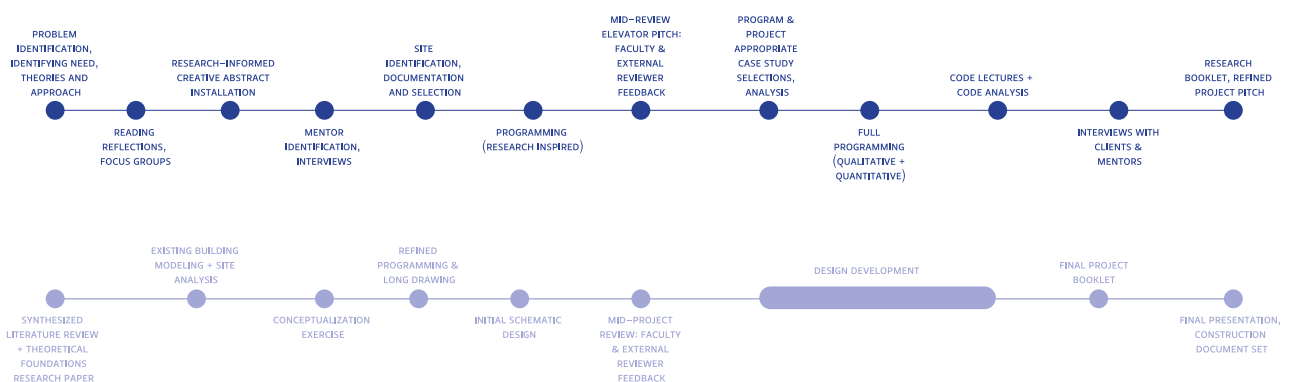 PROBLEM
IDENTIFICATION,
IDENTIFYING NEED,
THEORIES AND
APPROACH
READING
REFLECTIONS,
FOCUS GROUPS
RESEARCH–INFORMED
CREATIVE ABSTRACT
INSTALLATION
MENTOR
IDENTIFICATION,
INTERVIEWS
SITE
IDENTIFICATION,
DOCUMENTATION
AND SELECTION
PROGRAMMING
(RESEARCH INSPIRED)
MID–REVIEW
ELEVATOR PITCH:
FACULTY &
EXTERNAL
REVIEWER
FEEDBACK
PROGRAM &
PROJECT
APPROPRIATE
CASE STUDY
SELECTIONS,
ANALYSIS
FULL
PROGRAMMING
(QUALITATIVE +
QUANTITATIVE)
CODE LECTURES +
CODE ANALYSIS
INTERVIEWS WITH
CLIENTS &
MENTORS
RESEARCH
BOOKLET, REFINED
PROJECT PITCH
SYNTHESIZED
LITERATURE REVIEW
+ THEORETICAL
FOUNDATIONS
RESEARCH PAPER
EXISTING BUILDING
MODELING + SITE
ANALYSIS
CONCEPTUALIZATION
EXERCISE
REFINED
PROGRAMMING &
LONG DRAWING
INITIAL SCHEMATIC
DESIGN
MID–PROJECT
REVIEW: FACULTY
& EXTERNAL
REVIEWER
FEEDBACK
DESIGN DEVELOPMENT
FINAL PROJECT
BOOKLET
FINAL PRESENTATION,
CONSTRUCTION
DOCUMENT SET